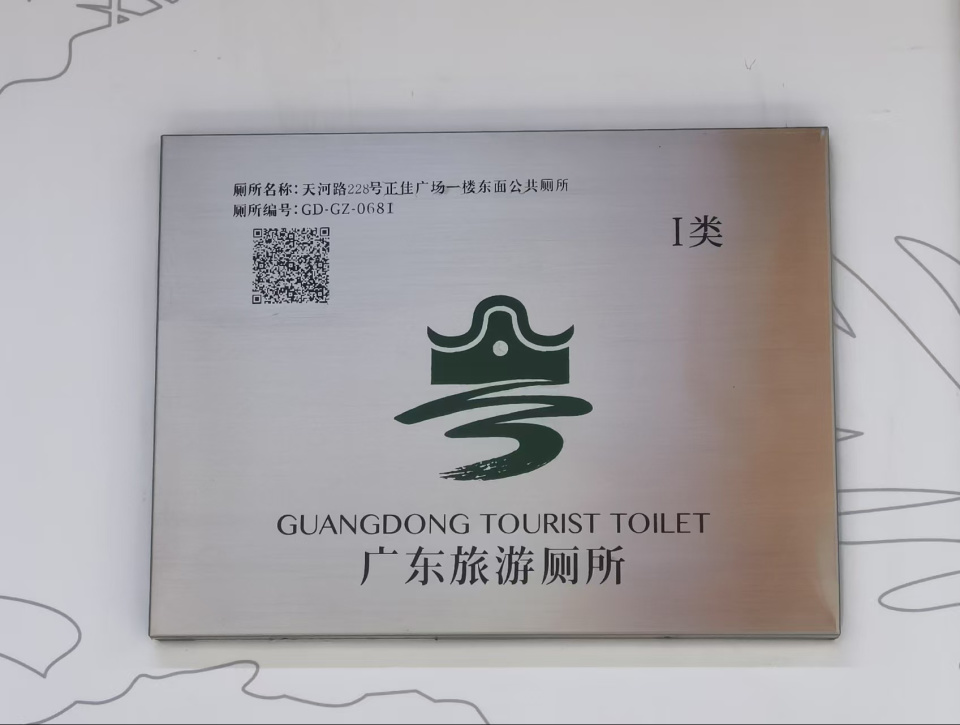 厕所名称:天河路228号正佳广场一楼东面公共厕所
厕所编号:GD-GZ-068I
I类
GUANGDONG TOURIST TOILET
广东旅游厕所